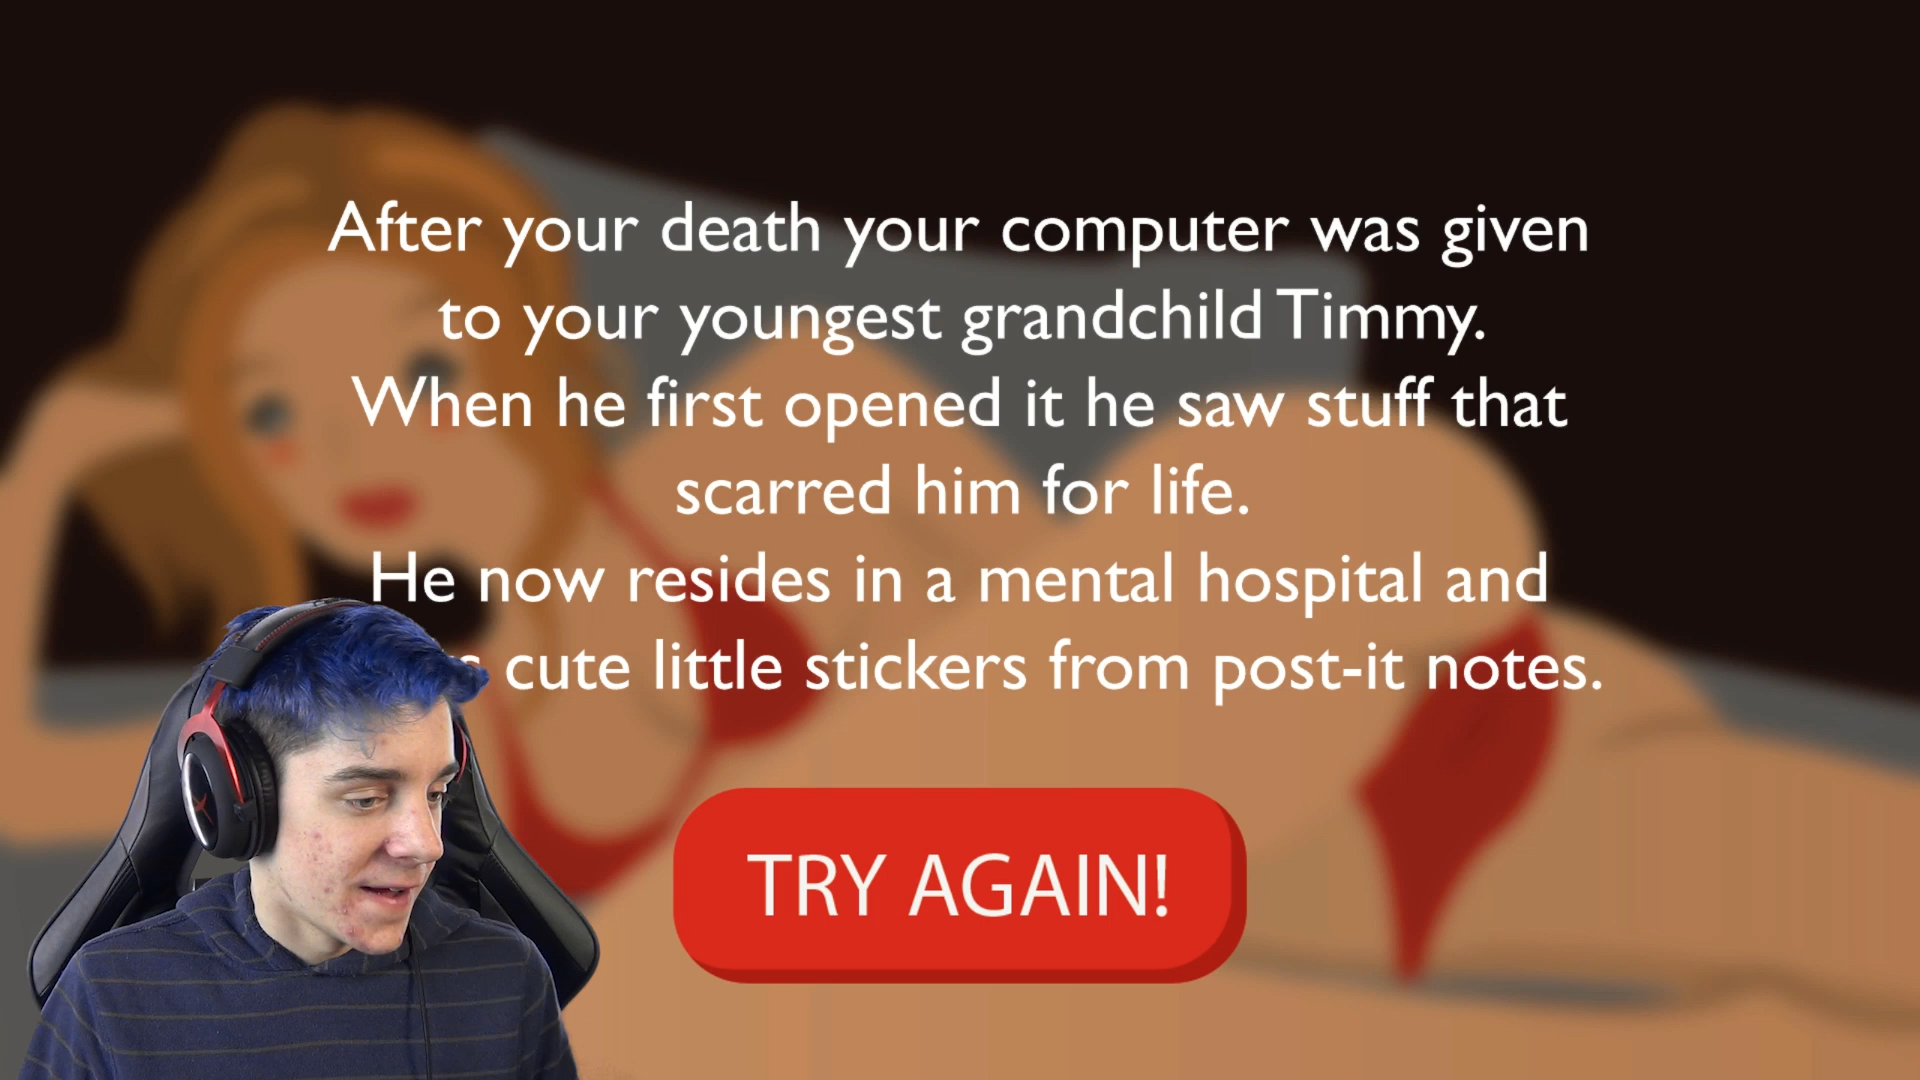 After your death your computer was given
to your youngest grandchild Timmy.
When he first opened it he saw stuff that
scarred him for life.
He now resides in a mental hospital and
cute little stickers from post-it notes.
TRY AGAIN!